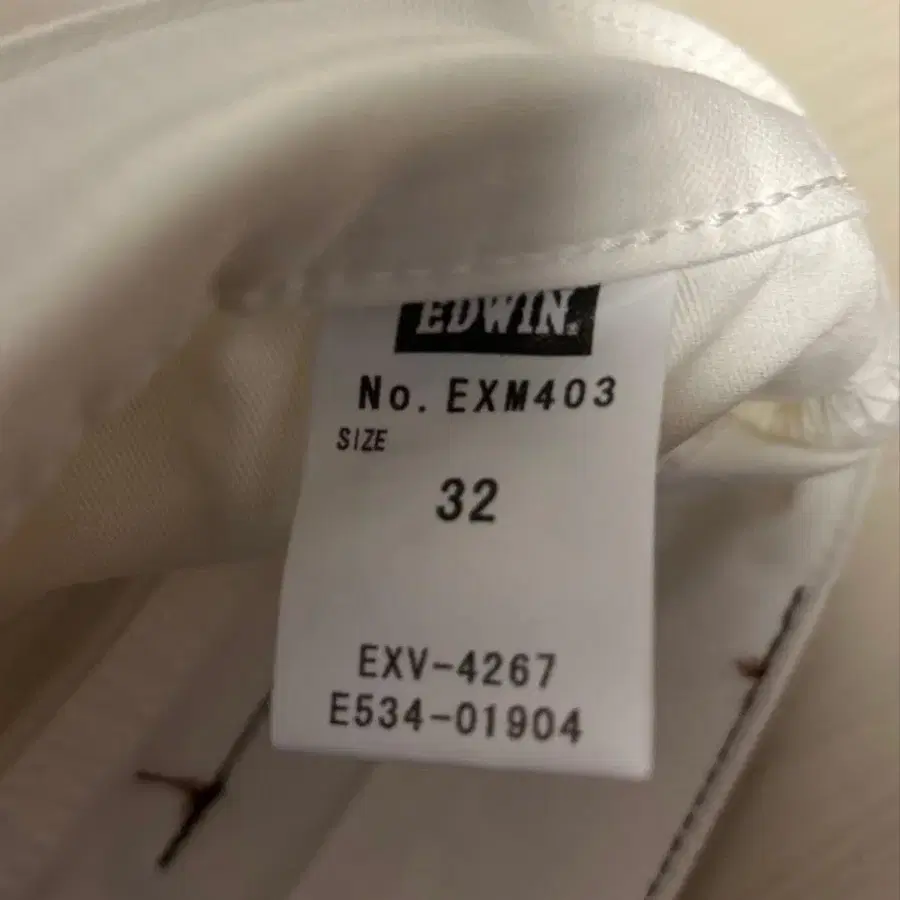 EDWIN.
No. EXM403
SIZE
32
EXV-4267
E534-01904